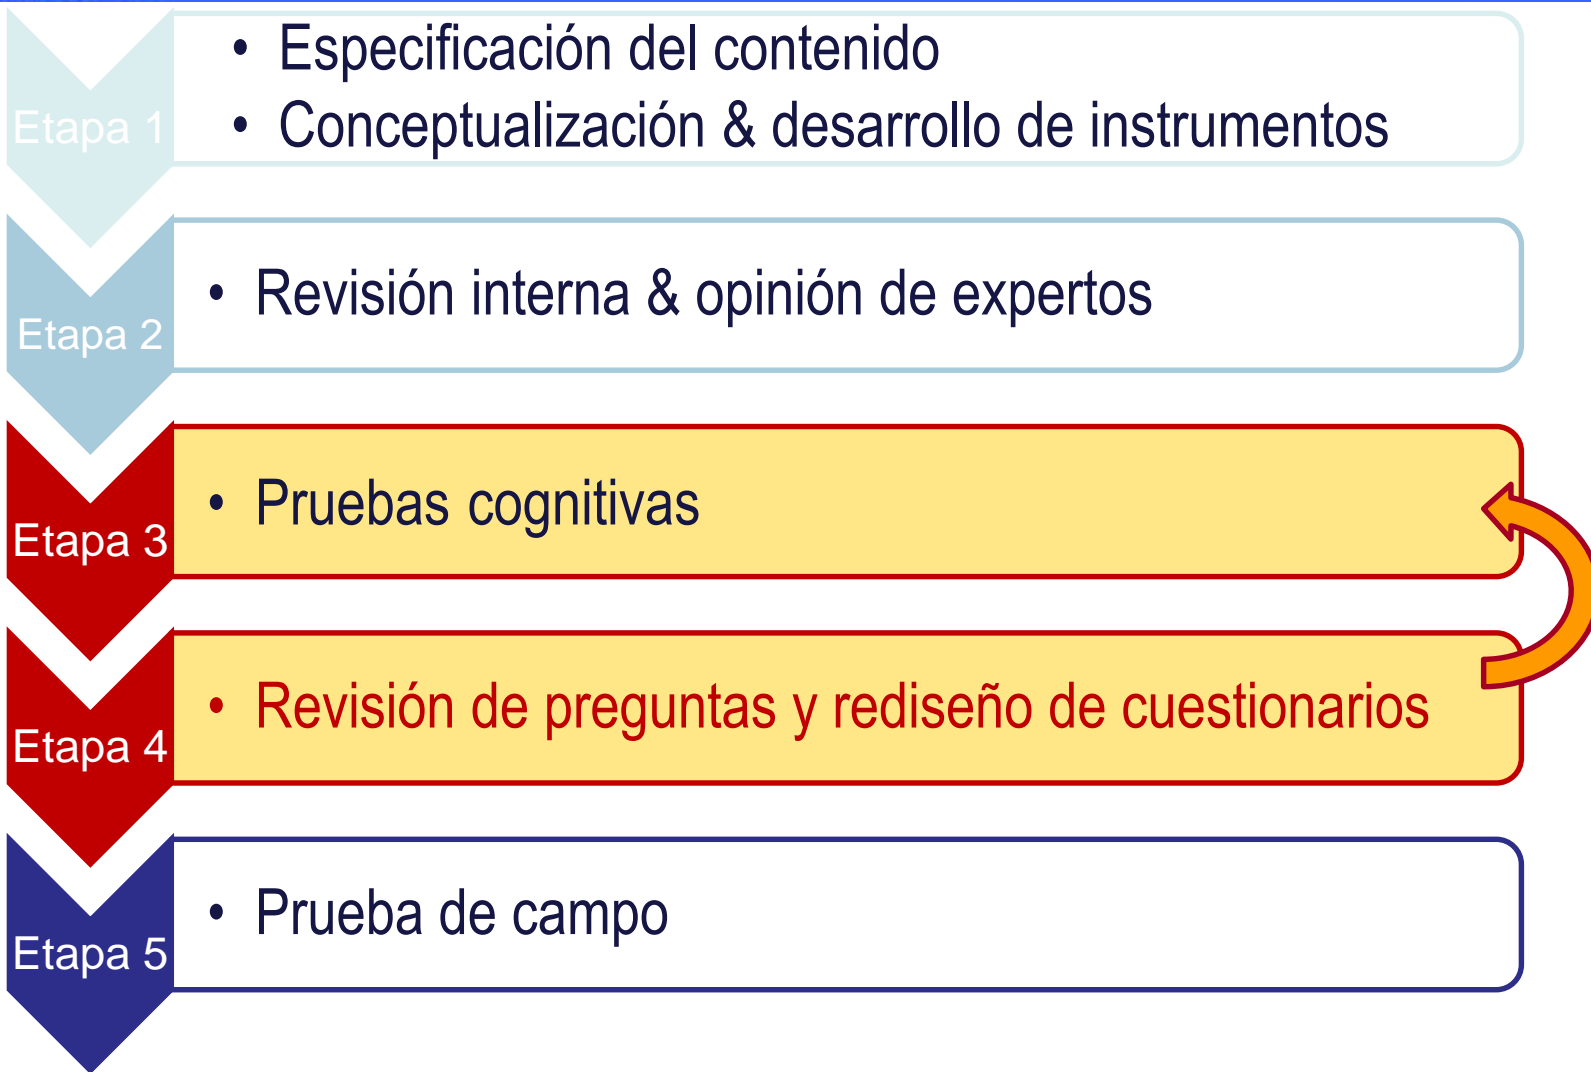 Etapa 1
• Especificación del contenido
• Conceptualización & desarrollo de instrumentos
Etapa 2
• Revisión interna & opinión de expertos
Etapa 3
• Pruebas cognitivas
Etapa 4
• Revisión de preguntas y rediseño de cuestionarios
Etapa 5
• Prueba de campo